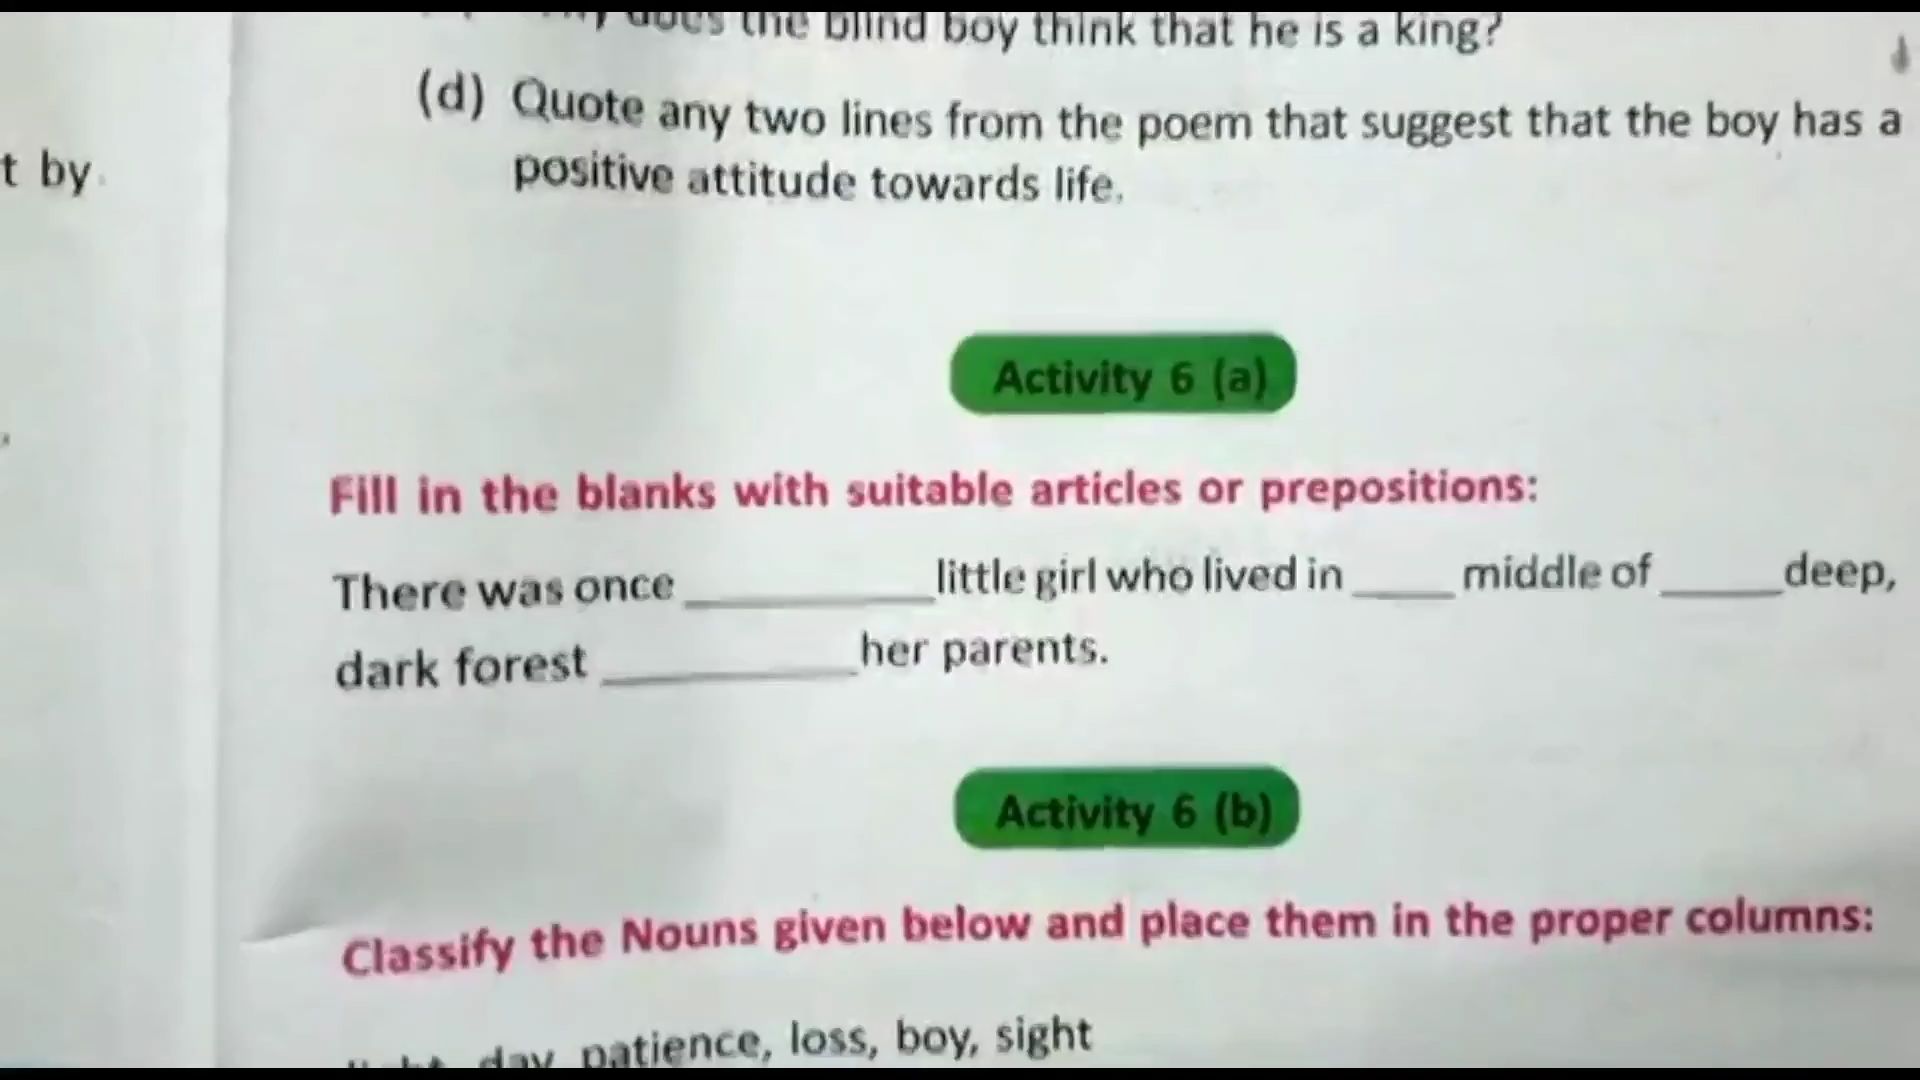 the blind boy think that he is a king?
(d) Quote any two lines from the poem that suggest that the boy has a
positive attitude towards life.
t by
Activity 6 (a)
Fill in the blanks with suitable articles or prepositions:
There was once __________ little girl who lived in ____ middle of _____ deep,
dark forest __________ her parents.
Activity 6 (b)
Classify the Nouns given below and place them in the proper columns:
day, patience, loss, boy, sight